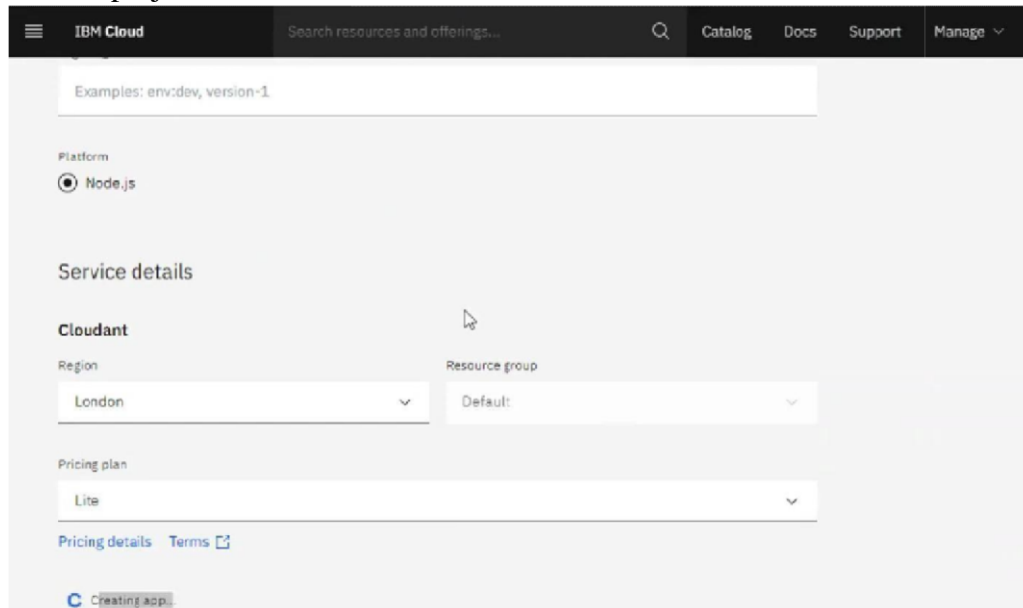 IBM Cloud Search resources and offerings... Catalog Docs Support Manage
Examples: env:dev, version-1
Platform
Node.js
Service details
Cloudant
Region Resource group
London Default
Pricing plan
Lite
Pricing details Terms
Creating app...